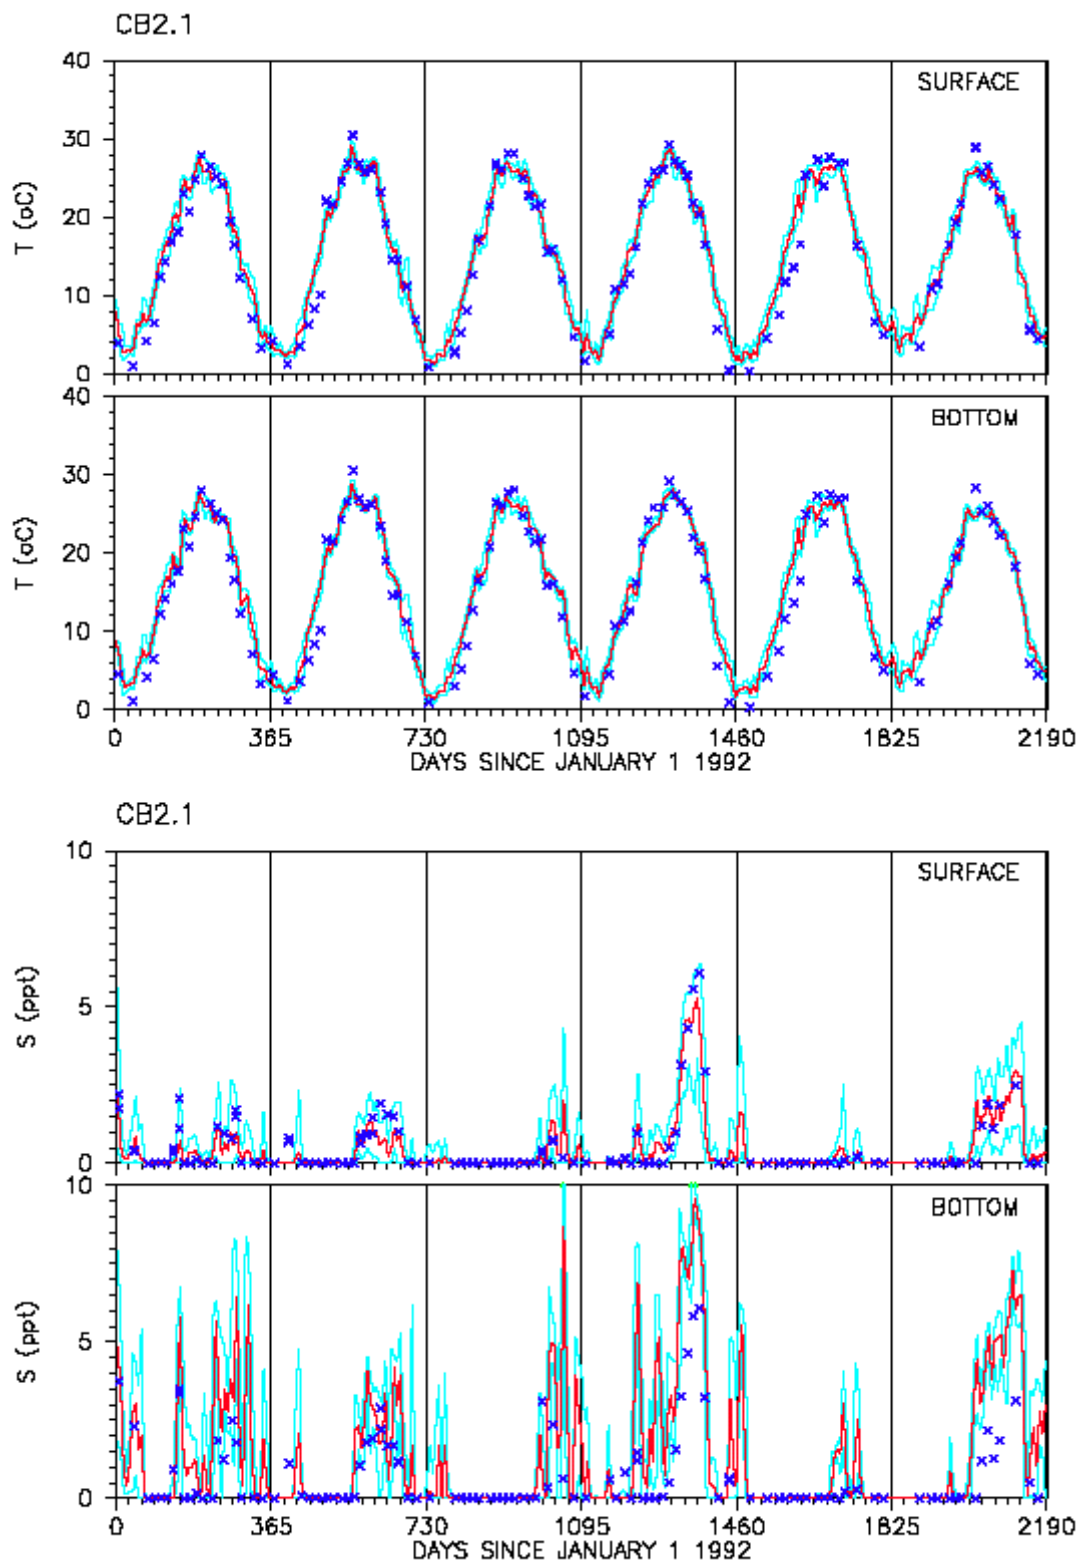 CB2.1
40
SURFACE
30
T (oC)
20
10
0
40
BOTTOM
30
T (oC)
20
10
0
0 365 730 1095 1460 1825 2190
DAYS SINCE JANUARY 1 1992
CB2.1
10
SURFACE
S (ppt)
5
0
10
BOTTOM
S (ppt)
5
0
0 365 730 1095 1460 1825 2190
DAYS SINCE JANUARY 1 1992